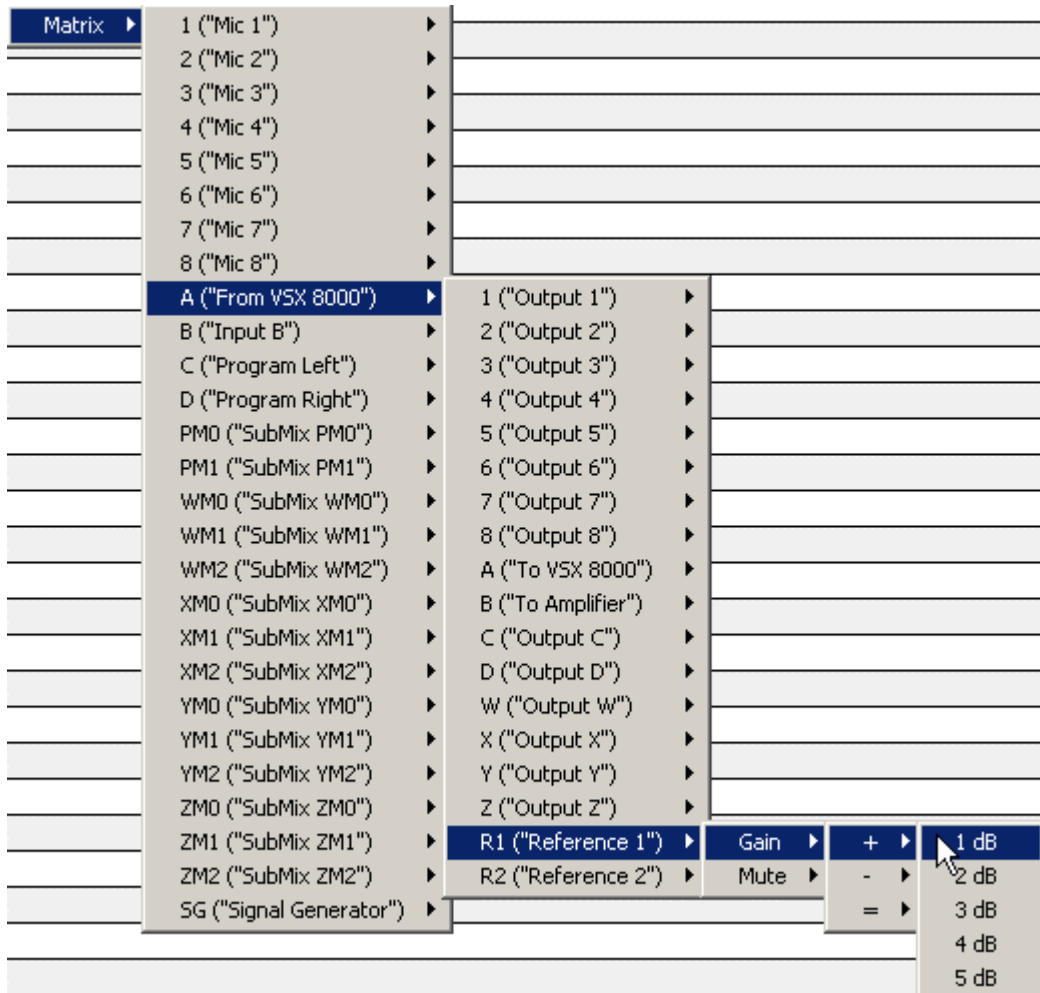 Matrix
1 ("Mic 1")
2 ("Mic 2")
3 ("Mic 3")
4 ("Mic 4")
5 ("Mic 5")
6 ("Mic 6")
7 ("Mic 7")
8 ("Mic 8")
A ("From VSX 8000")
B ("Input B")
C ("Program Left")
D ("Program Right")
PM0 ("SubMix PM0")
PM1 ("SubMix PM1")
WM0 ("SubMix WM0")
WM1 ("SubMix WM1")
WM2 ("SubMix WM2")
XM0 ("SubMix XM0")
XM1 ("SubMix XM1")
XM2 ("SubMix XM2")
YM0 ("SubMix YM0")
YM1 ("SubMix YM1")
YM2 ("SubMix YM2")
ZM0 ("SubMix ZM0")
ZM1 ("SubMix ZM1")
ZM2 ("SubMix ZM2")
SG ("Signal Generator")
1 ("Output 1")
2 ("Output 2")
3 ("Output 3")
4 ("Output 4")
5 ("Output 5")
6 ("Output 6")
7 ("Output 7")
8 ("Output 8")
A ("To VSX 8000")
B ("To Amplifier")
C ("Output C")
D ("Output D")
W ("Output W")
X ("Output X")
Y ("Output Y")
Z ("Output Z")
R1 ("Reference 1")
R2 ("Reference 2")
Gain
Mute
+
-
=
1 dB
2 dB
3 dB
4 dB
5 dB